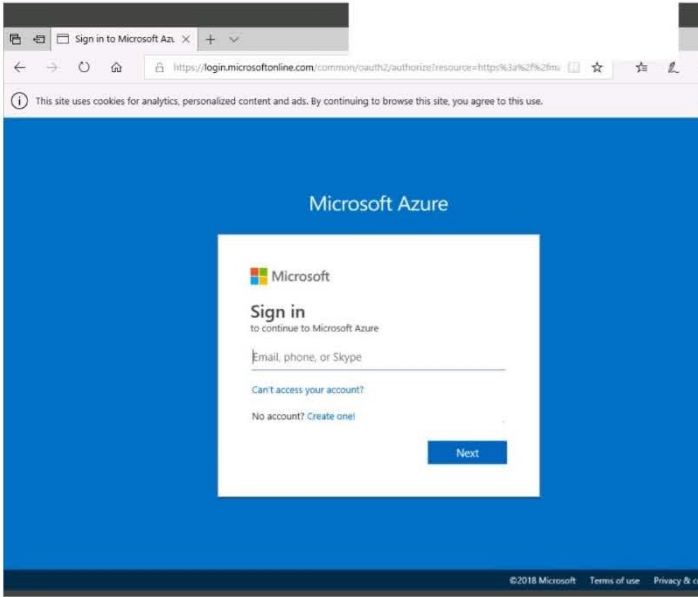 Sign in to Microsoft Azu
https://login.microsoftonline.com/common/oauth2/authorize?resource=https%3a%2f%2fma
This site uses cookies for analytics, personalized content and ads. By continuing to browse this site, you agree to this use.
Microsoft Azure
Microsoft
Sign in
to continue to Microsoft Azure
Email, phone, or Skype
Can't access your account?
No account? Create one!
Next
©2018 Microsoft Terms of use Privacy & c